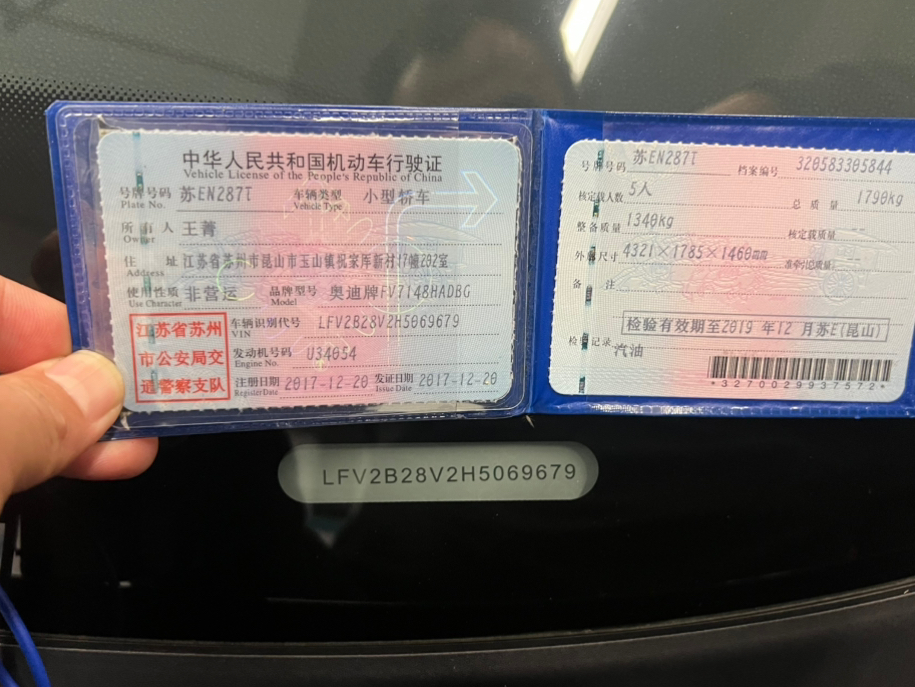 中华人民共和国机动车行驶证
Vehicle License of the People's Republic of China
号牌号码 苏EN287T 车辆类型 小型轿车
Plate No. Vehicle Type
所有人 王菁
Owner
住址 江苏省苏州市昆山市玉山镇祝家厍新村17幢202室
Address
使用性质 非营运 品牌型号 奥迪牌FV7148HADBG
Use Character Model
江苏省苏州
市公安局交
通警察支队
车辆识别代号 LFV2B28V2H5069679
VIN
发动机号码 U34054
Engine No.
注册日期 2017-12-20 发证日期 2017-12-20
Register Date Issue Date
号牌号码 苏EN287T 档案编号 320583305844
核定载人数 5人 总质量 1790kg
整备质量 1340kg 核定载质量 --
外廓尺寸 4321×1785×1460mm 准牵引总质量 --
备注
检验有效期至2019年12月苏E(昆山)
检验记录 汽油
*3270029937572*
LFV2B28V2H5069679